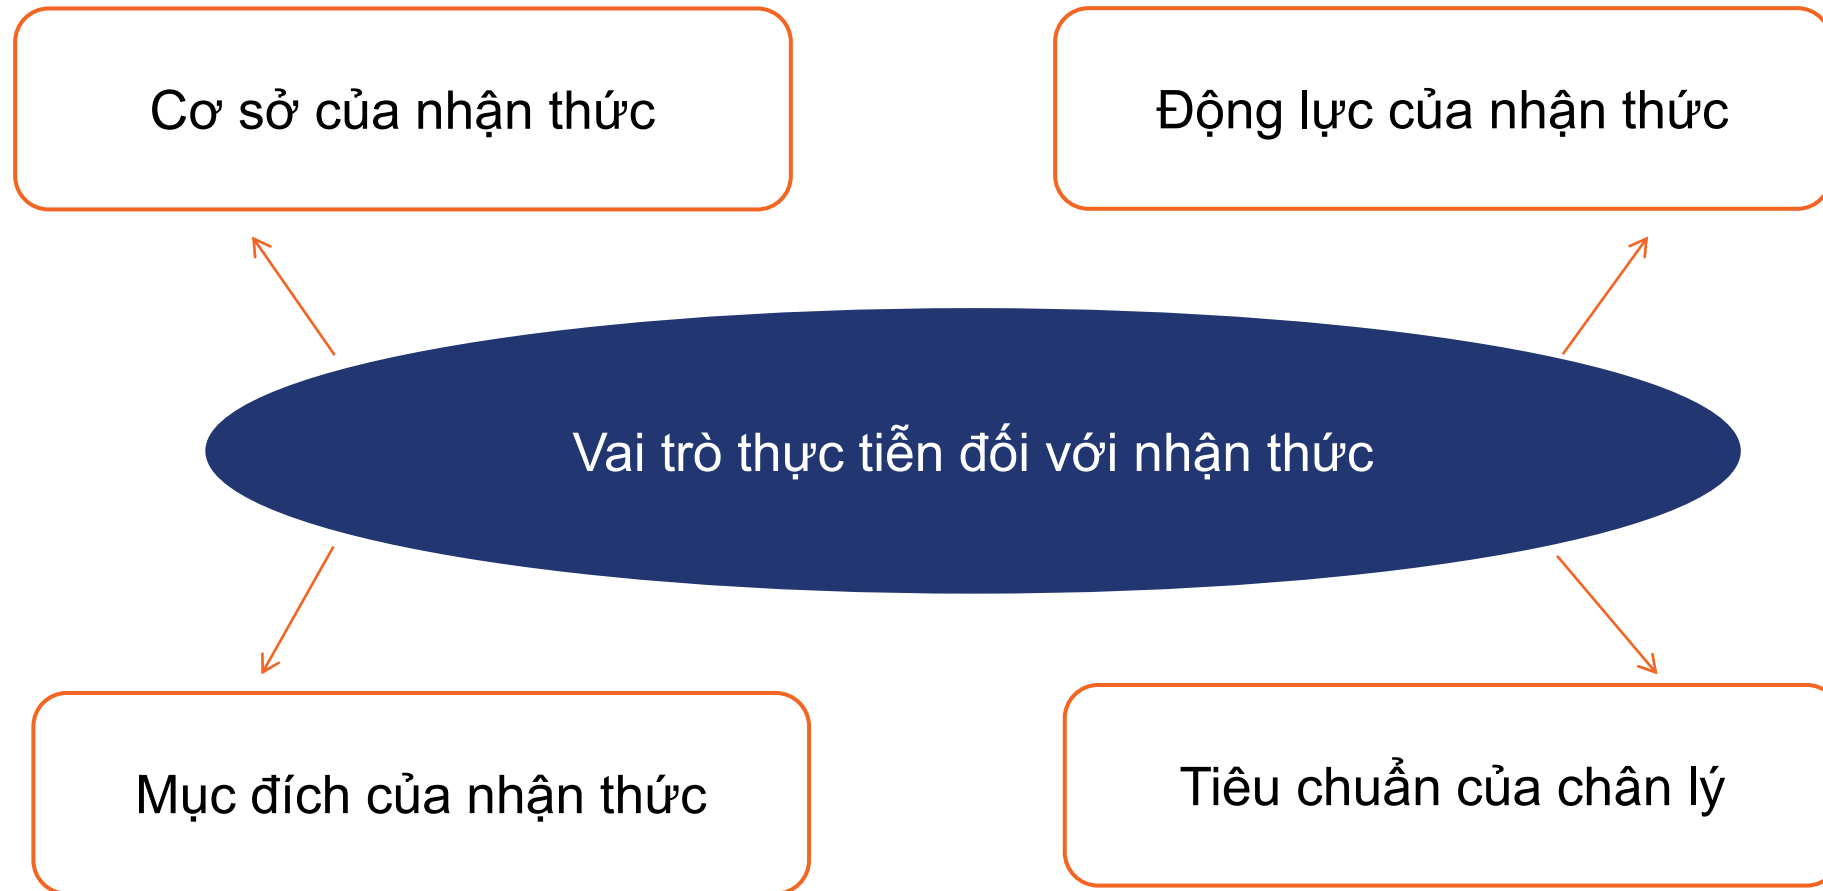 Cơ sở của nhận thức
Động lực của nhận thức
Vai trò thực tiễn đối với nhận thức
Mục đích của nhận thức
Tiêu chuẩn của chân lý